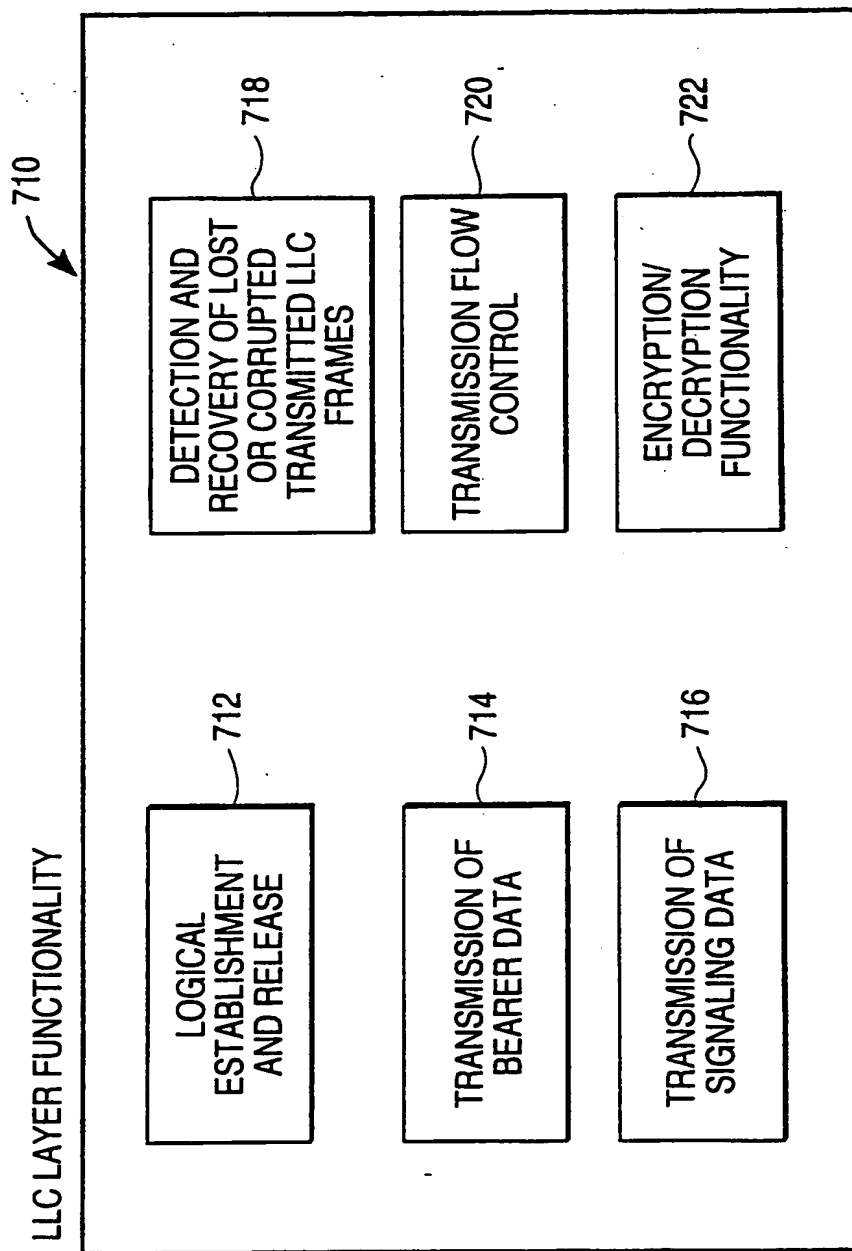 LLC LAYER FUNCTIONALITY
710
LOGICAL
ESTABLISHMENT
AND RELEASE
712
TRANSMISSION OF
BEARER DATA
714
TRANSMISSION OF
SIGNALING DATA
716
DETECTION AND
RECOVERY OF LOST
OR CORRUPTED
TRANSMITTED LLC
FRAMES
718
TRANSMISSION FLOW
CONTROL
720
ENCRYPTION/
DECRYPTION
FUNCTIONALITY
722